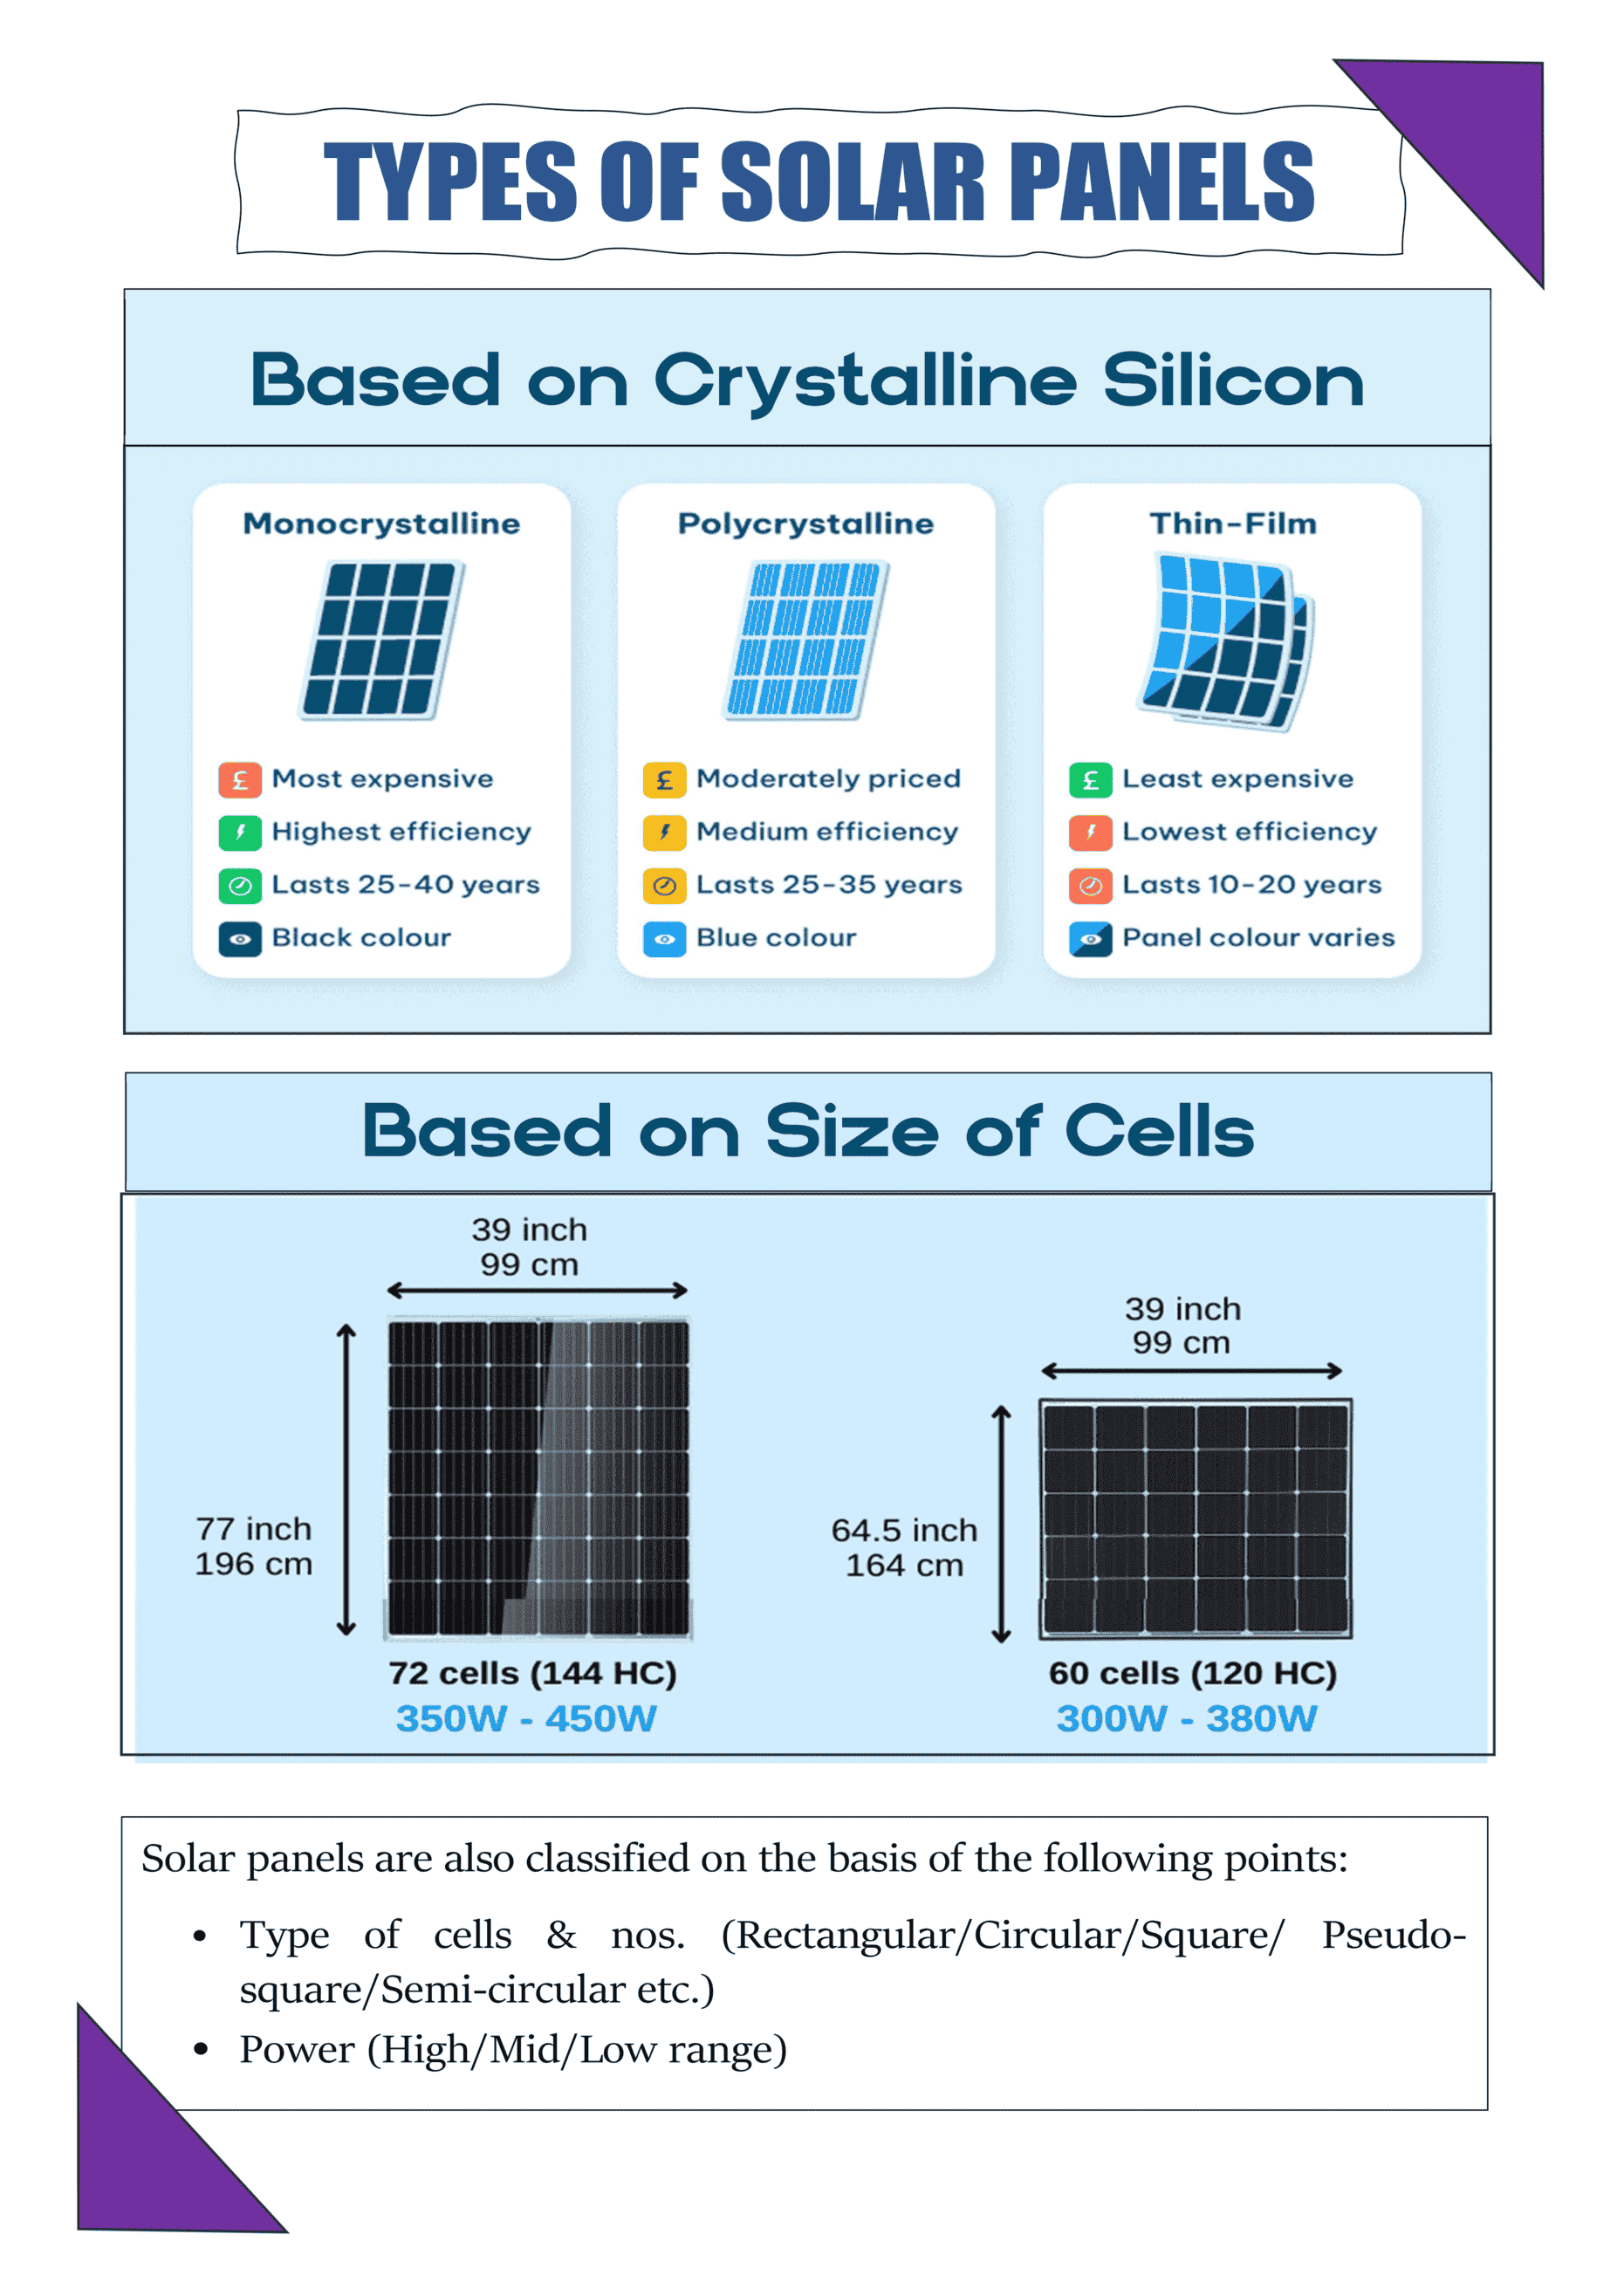 TYPES OF SOLAR PANELS
Based on Crystalline Silicon
Monocrystalline
£ Most expensive
Highest efficiency
Lasts 25-40 years
Black colour
Polycrystalline
£ Moderately priced
Medium efficiency
Lasts 25-35 years
Blue colour
Thin-Film
£ Least expensive
Lowest efficiency
Lasts 10-20 years
Panel colour varies
Based on Size of Cells
39 inch
99 cm
77 inch
196 cm
72 cells (144 HC)
350W - 450W
39 inch
99 cm
64.5 inch
164 cm
60 cells (120 HC)
300W - 380W
Solar panels are also classified on the basis of the following points:
• Type of cells & nos. (Rectangular/Circular/Square/ Pseudo-
square/Semi-circular etc.)
• Power (High/Mid/Low range)